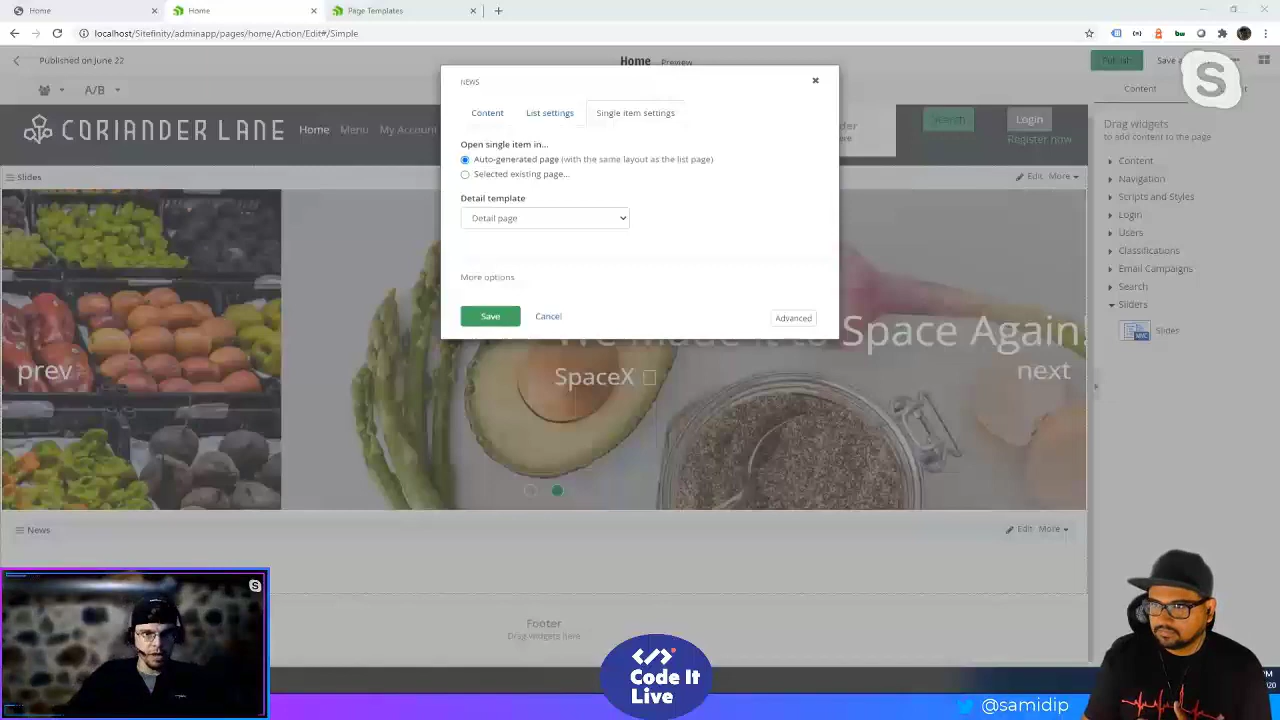 Home
Home
Page Templates
localhost/Sitefinity/adminapp/pages/home/Action/Edit#/Simple
Published on June 22
Home Preview
Publish
A/B
CORIANDER LANE
Home Menu My Account
Search
Login
Register now
Slides
Edit More
NEWS
Content List settings Single item settings
Open single item in...
Auto-generated page (with the same layout as the list page)
Selected existing page...
Detail template
Detail page
More options
Save Cancel Advanced
Content
Drag widgets
to add content to the page
Content
Navigation
Scripts and Styles
Login
Users
Classifications
Email Campaigns
Search
Sliders
Slides
Space Again!
SpaceX
prev
next
News
Edit More
Footer
Drag widgets here
Code It
Live
@samidip